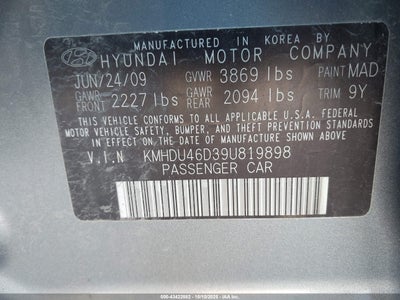 MANUFACTURED IN KOREA BY
HYUNDAI MOTOR COMPANY
JUN/24/09 GVWR 3869 lbs PAINT MAD
GAWR FRONT 2227 lbs GAWR REAR 2094 lbs TRIM 9Y
THIS VEHICLE CONFORMS TO ALL APPLICABLE U.S.A. FEDERAL
MOTOR VEHICLE SAFETY, BUMPER, AND THEFT PREVENTION
STANDARDS IN EFFECT ON THE DATE OF MANUFACTURE
SHOWN ABOVE.
V.I.N KMHDU46D39U819898
PASSENGER CAR